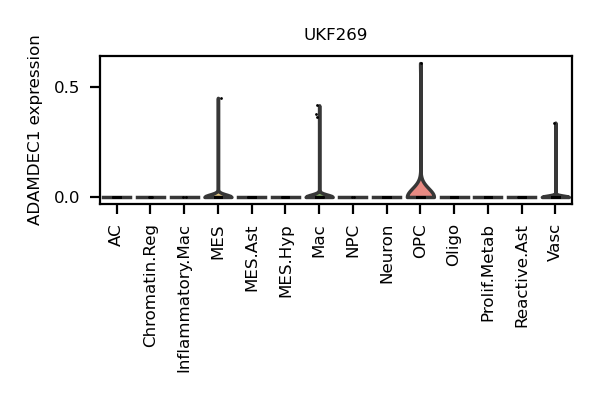 UKF269
ADAMDEC1 expression
0.5
0.0
AC
Chromatin.Reg
Inflammatory.Mac
MES
MES.Ast
MES.Hyp
Mac
NPC
Neuron
OPC
Oligo
Prolif.Metab
Reactive.Ast
Vasc